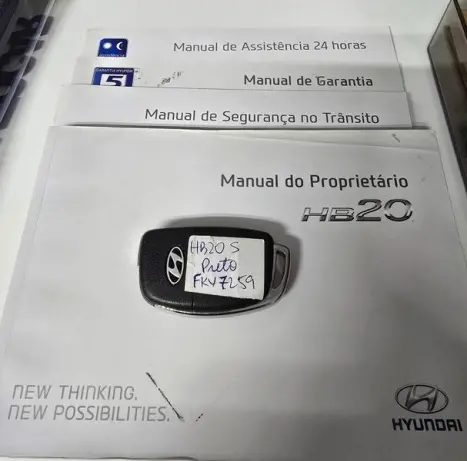 Manual de Assistência 24 horas
Manual de Garantia
5
Manual de Segurança no Trânsito
Manual do Proprietário
HB20
HB20 S
Preto
FKV7259
NEW THINKING.
NEW POSSIBILITIES.
HYUNDAI